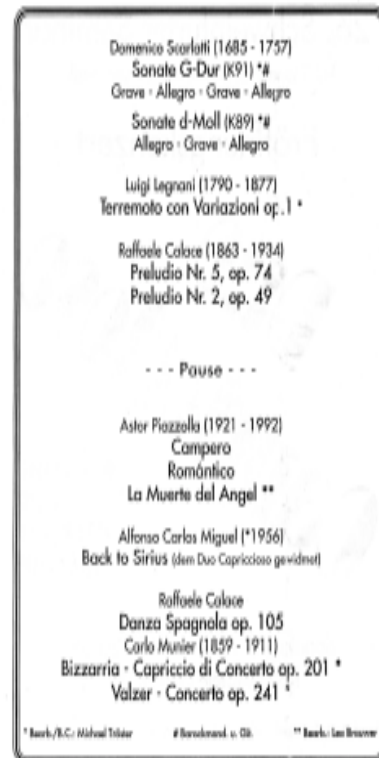 Domenico Scarlatti (1685 - 1757)
Sonate G-Dur (K91) *#
Grave - Allegro - Grave - Allegro
Sonate d-Moll (K89) *#
Allegro - Grave - Allegro
Luigi Legnani (1790 - 1877)
Terremoto con Variazioni op.1 *
Raffaele Calace (1863 - 1934)
Preludio Nr. 5, op. 74
Preludio Nr. 2, op. 49
- - - Pause - - -
Astor Piazzolla (1921 - 1992)
Campero
Romántico
La Muerte del Angel **
Alfonso Carlos Miguel (*1956)
Back to Sirius (dem Duo Capriccioso gewidmet)
Raffaele Calace
Danza Spagnola op. 105
Carlo Munier (1859 - 1911)
Bizzarria - Capriccio di Concerto op. 201 *
Valzer - Concerto op. 241 *
* Bearb./B.C.: Michael Tröster # Barockmand. u. Git. ** Bearb.: Leo Brouwer